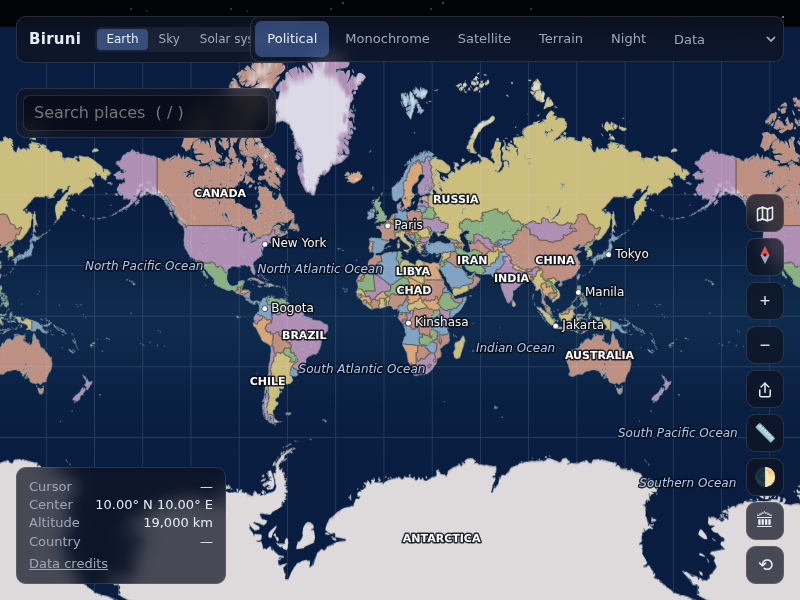 Biruni
Earth Sky Solar sys
Political Monochrome Satellite Terrain Night Data
Search places ( / )
CANADA
RUSSIA
Paris
New York
North Pacific Ocean
North Atlantic Ocean
LIBYA
IRAN
CHINA
Tokyo
INDIA
CHAD
Manila
Bogota
Kinshasa
Jakarta
BRAZIL
Indian Ocean
AUSTRALIA
South Atlantic Ocean
CHILE
South Pacific Ocean
Southern Ocean
ANTARCTICA
+
−
Cursor —
Center 10.00° N 10.00° E
Altitude 19,000 km
Country —
Data credits